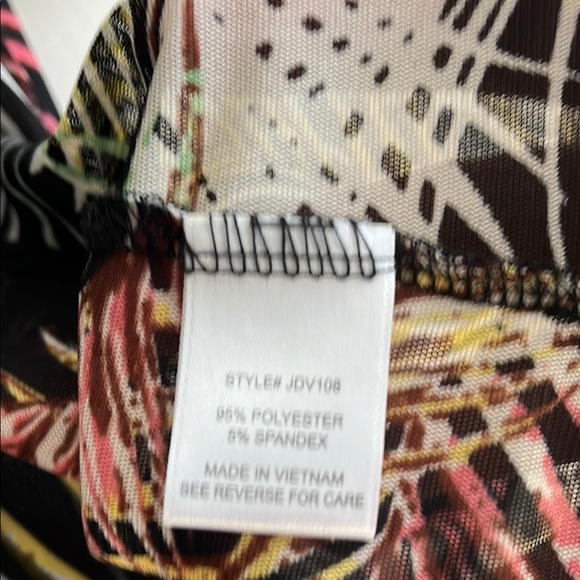 STYLE# JDV108
95% POLYESTER
5% SPANDEX
MADE IN VIETNAM
SEE REVERSE FOR CARE